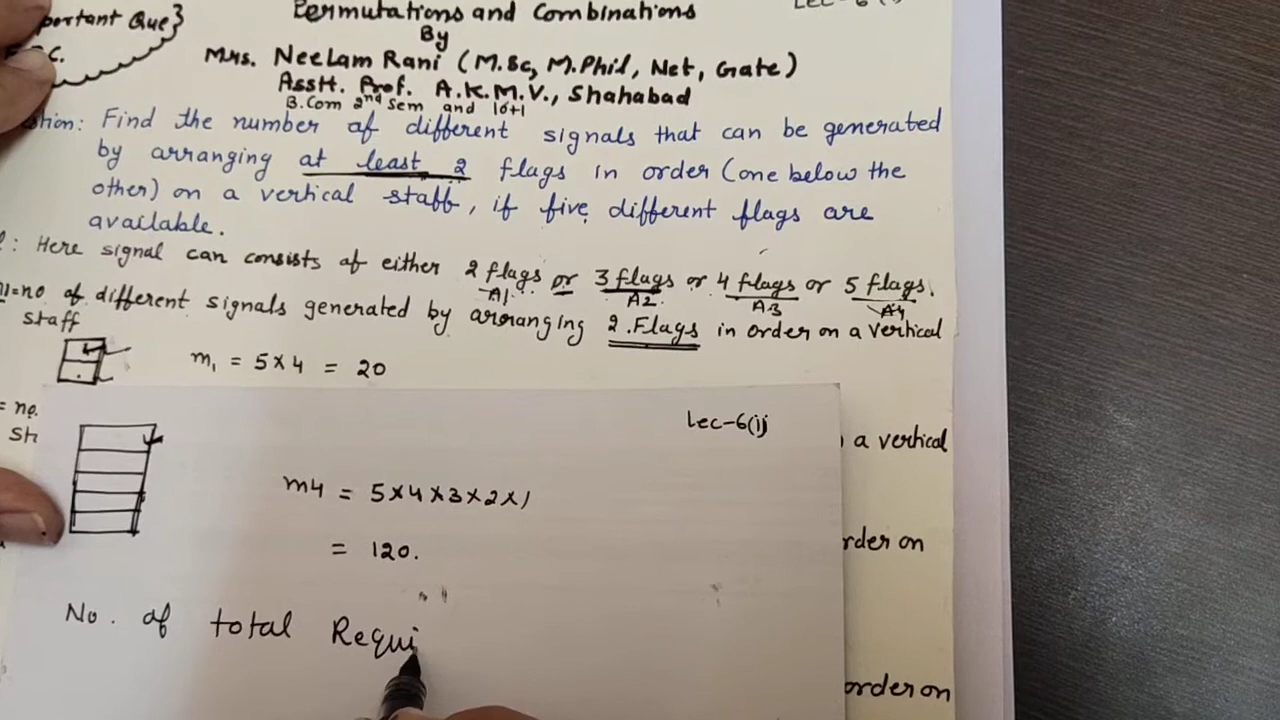 portant Que}
Permutations and Combinations
By
Mrs. Neelam Rani (M.Sc, M.Phil, Net, Gate)
Asstt. Prof. A.K.M.V., Shahabad
B.Com 2nd Sem and 10+1
stion: Find the number of different signals that can be generated
by arranging at least 2 flags in order (one below the
other) on a vertical staff, if five different flags are
available.
: Here signal can consists of either 2 flags or 3 flags or 4 flags or 5 flags.
A1 A2 A3 A4
=no of different signals generated by arranging 2 Flags in order on a vertical
staff
m1 = 5×4 = 20
= no.
a vertical
Lec-6(i)
m4 = 5×4×3×2×1
rder on
= 120.
No. of total Requi
order on